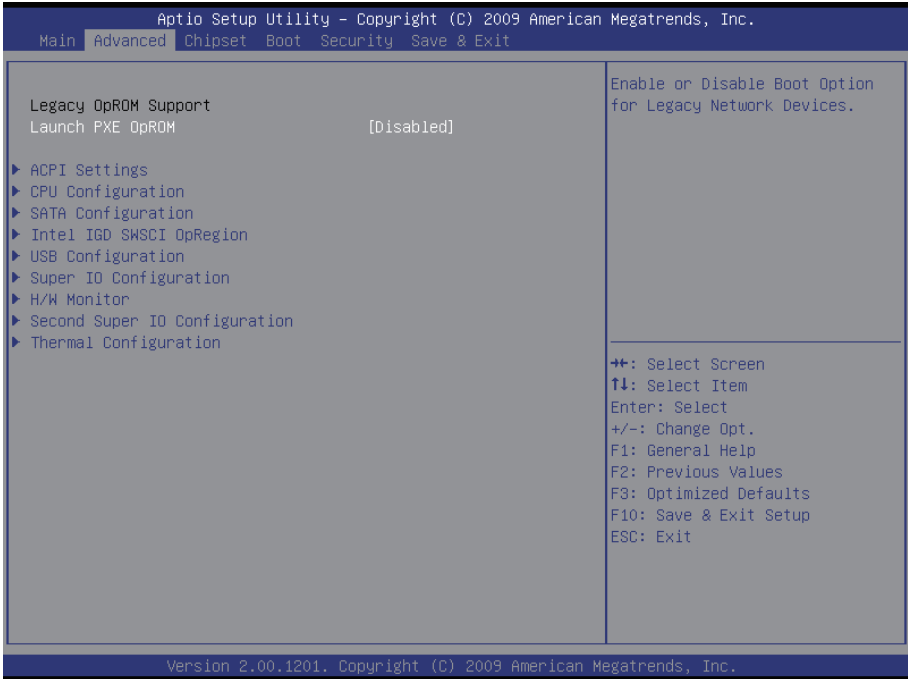 Aptio Setup Utility – Copyright (C) 2009 American Megatrends, Inc.
Main Advanced Chipset Boot Security Save & Exit
Legacy OpROM Support
Launch PXE OpROM [Disabled]
▶ ACPI Settings
▶ CPU Configuration
▶ SATA Configuration
▶ Intel IGD SWSCI OpRegion
▶ USB Configuration
▶ Super IO Configuration
▶ H/W Monitor
▶ Second Super IO Configuration
▶ Thermal Configuration
Enable or Disable Boot Option
for Legacy Network Devices.
→←: Select Screen
↑↓: Select Item
Enter: Select
+/-: Change Opt.
F1: General Help
F2: Previous Values
F3: Optimized Defaults
F10: Save & Exit Setup
ESC: Exit
Version 2.00.1201. Copyright (C) 2009 American Megatrends, Inc.